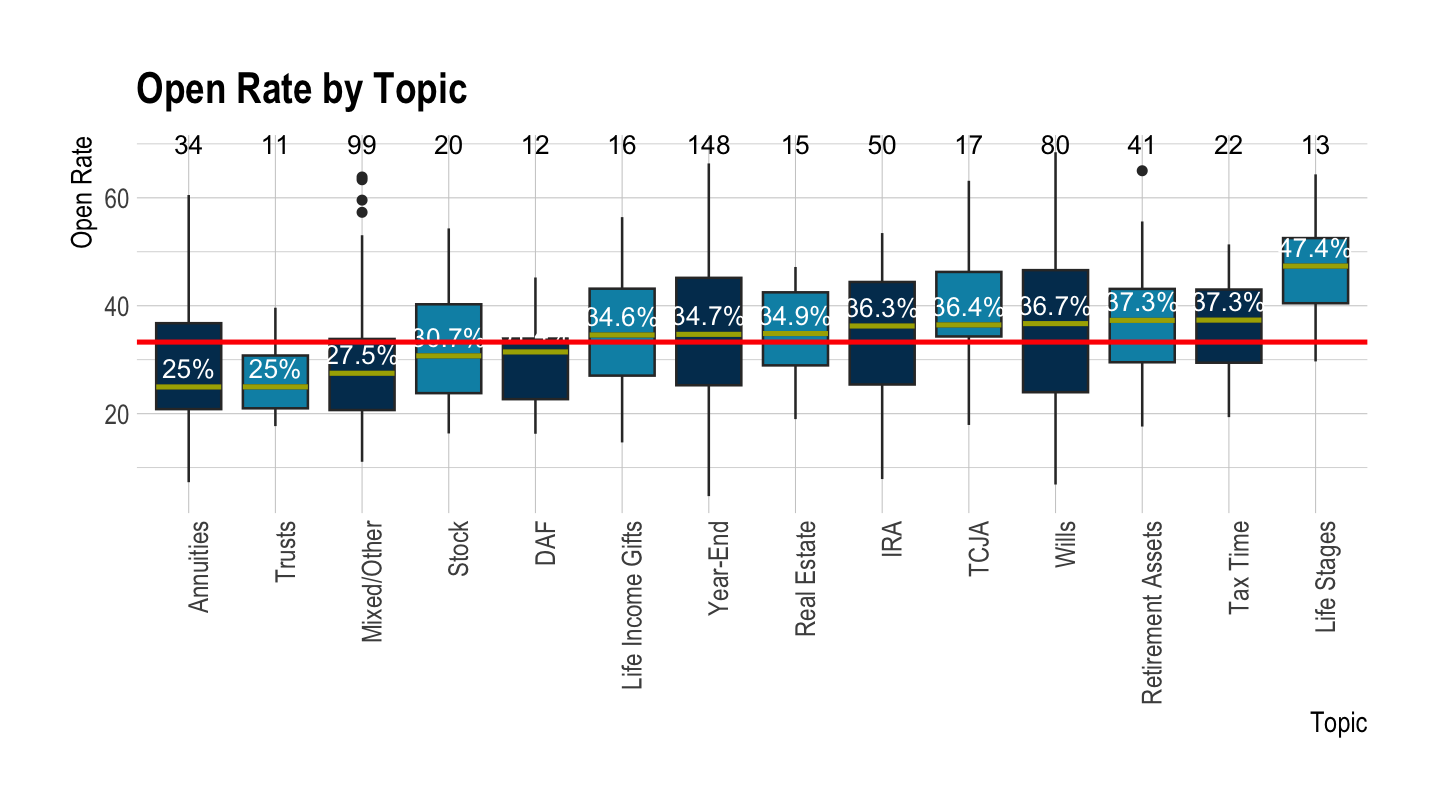 Open Rate by Topic
Open Rate
34 11 99 20 12 16 148 15 50 17 80 41 22 13
60
40
20
25% 25% 27.5% 30.7% 34.6% 34.7% 34.9% 36.3% 36.4% 36.7% 37.3% 37.3% 47.4%
Annuities
Trusts
Mixed/Other
Stock
DAF
Life Income Gifts
Year-End
Real Estate
IRA
TCJA
Wills
Retirement Assets
Tax Time
Life Stages
Topic